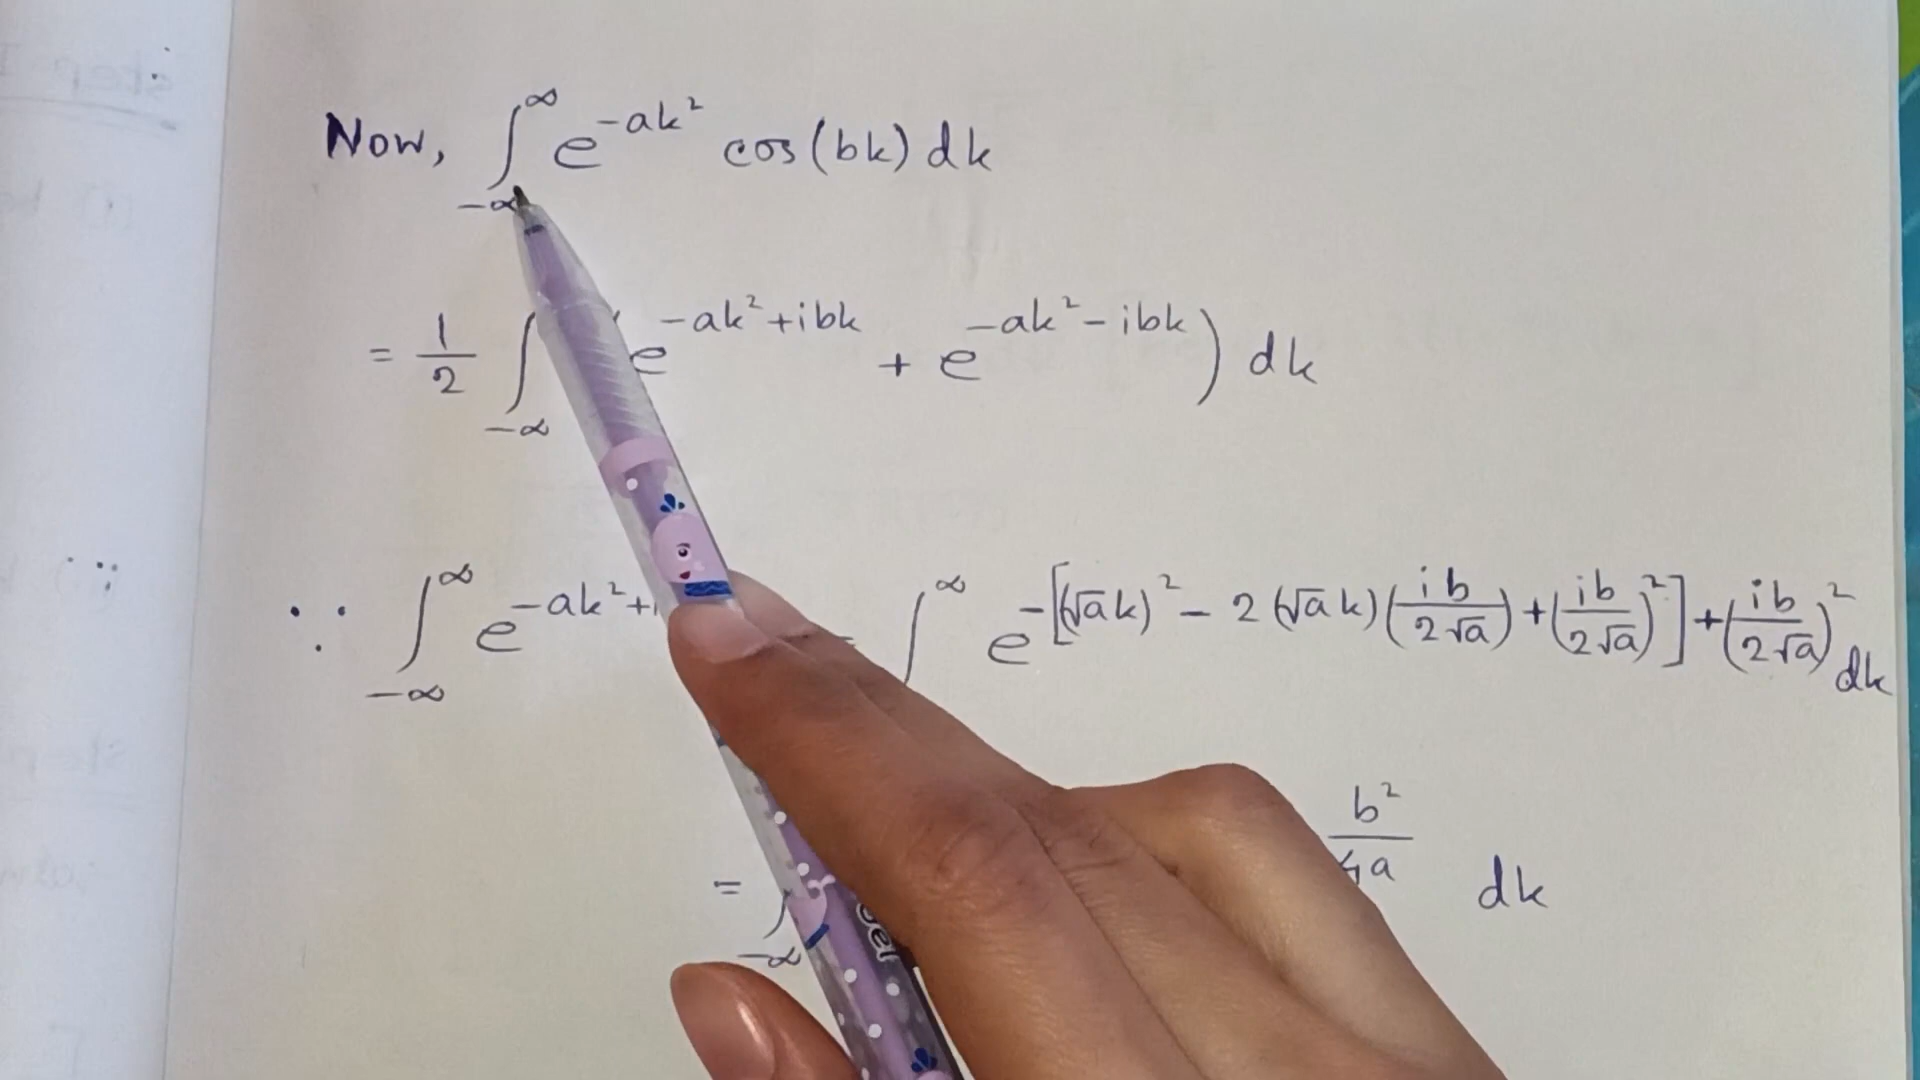 Now, ∫_{-∞}^{∞} e^{-ak²} cos(bk) dk
= 1/2 ∫_{-∞} e^{-ak²+ibk} + e^{-ak²-ibk}) dk
∵ ∫_{-∞}^{∞} e^{-ak²+ = ∫^{∞} e^{-[(√a k)² - 2(√a k)(ib/2√a) + (ib/2√a)²] + (ib/2√a)²} dk
= ∫_{-∞} b²/4a dk